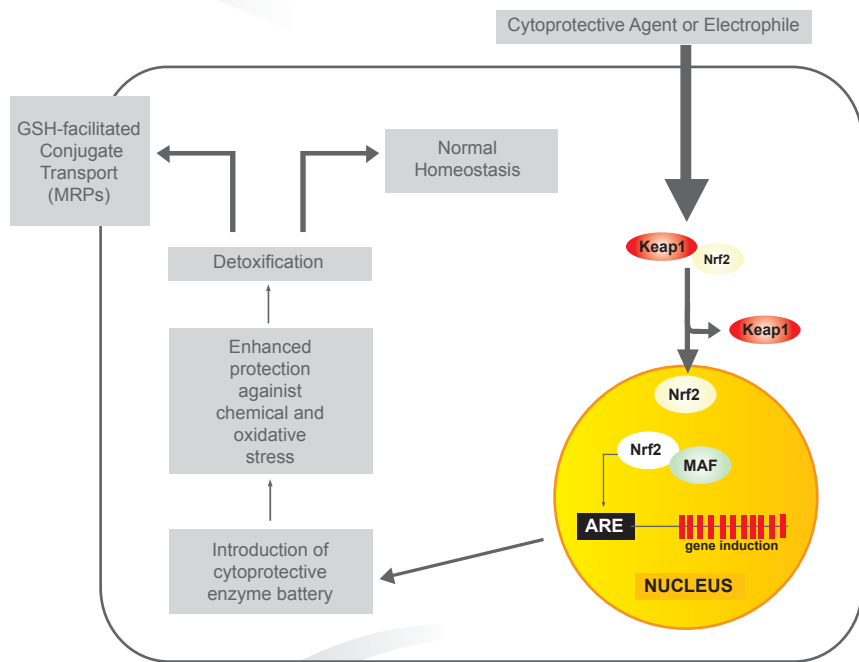 Cytoprotective Agent or Electrophile
GSH-facilitated
Conjugate
Transport
(MRPs)
Normal
Homeostasis
Detoxification
Enhanced
protection
againist
chemical and
oxidative
stress
Introduction of
cytoprotective
enzyme battery
Keap1
Nrf2
Keap1
Nrf2
Nrf2
MAF
ARE
gene induction
NUCLEUS